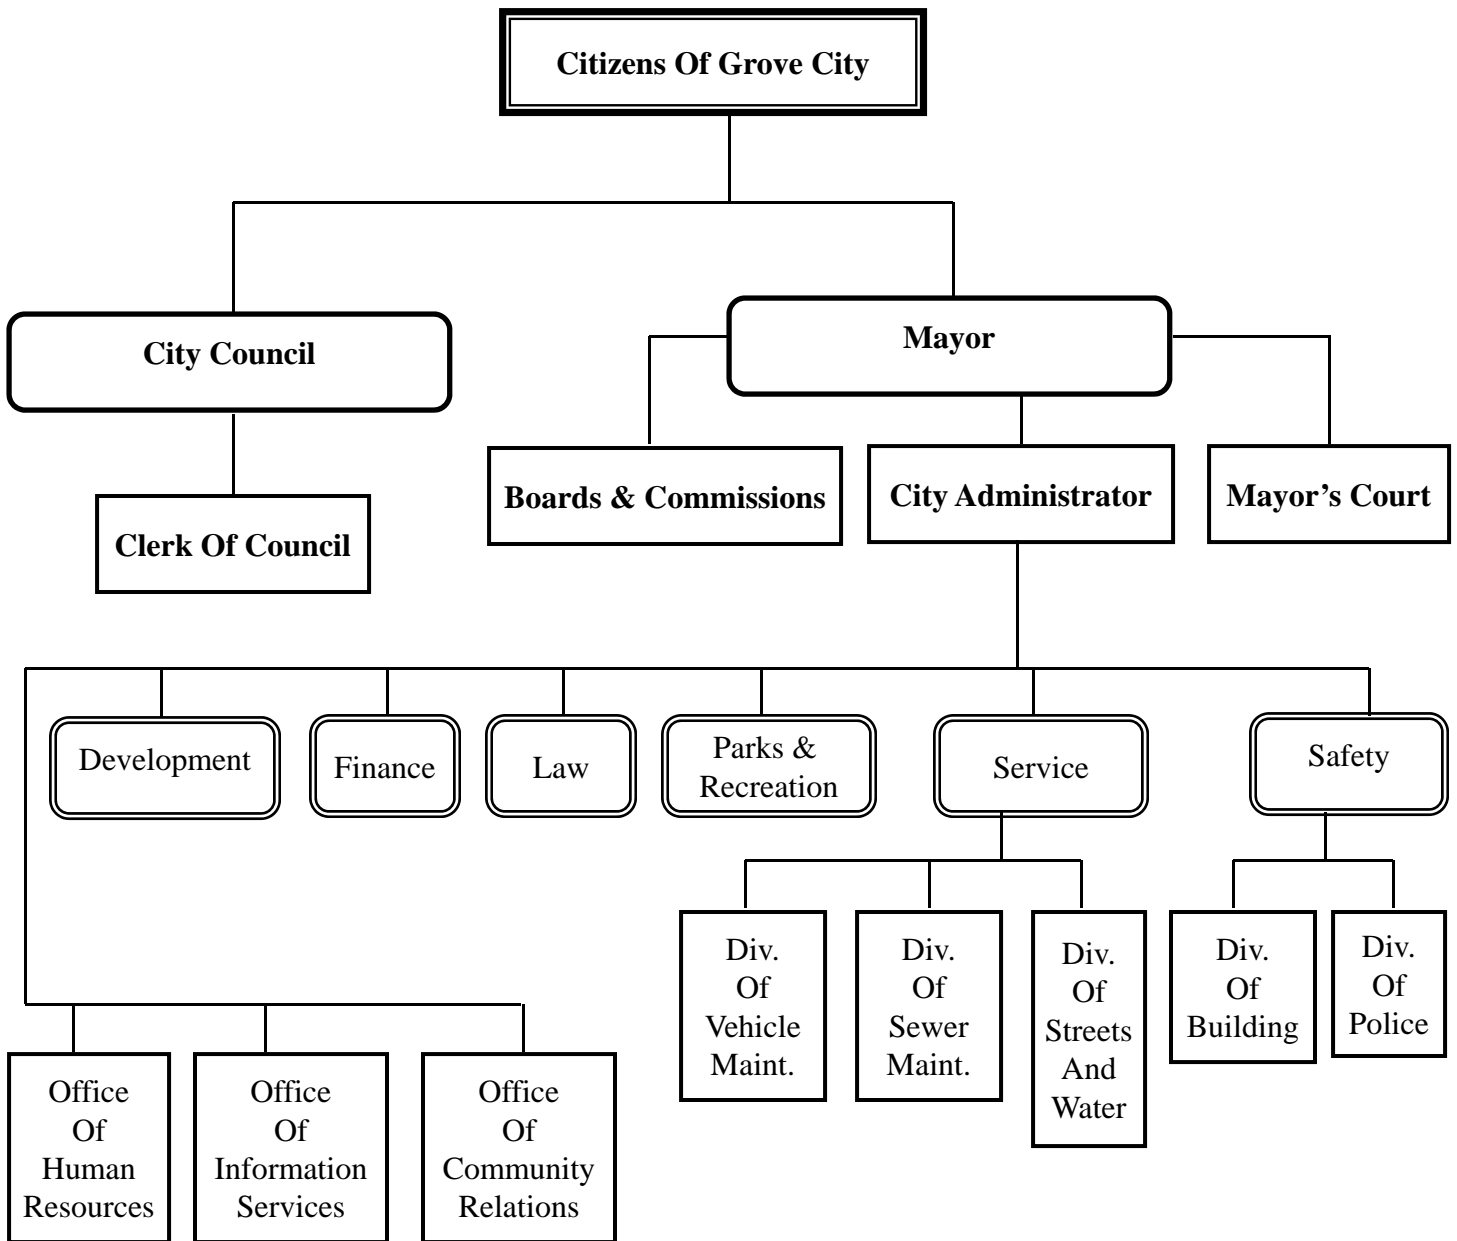 Citizens Of Grove City
City Council
Mayor
Clerk Of Council
Boards & Commissions
City Administrator
Mayor’s Court
Development
Finance
Law
Parks &
Recreation
Service
Safety
Div.
Of
Vehicle
Maint.
Div.
Of
Sewer
Maint.
Div.
Of
Streets
And
Water
Div.
Of
Building
Div.
Of
Police
Office
Of
Human
Resources
Office
Of
Information
Services
Office
Of
Community
Relations